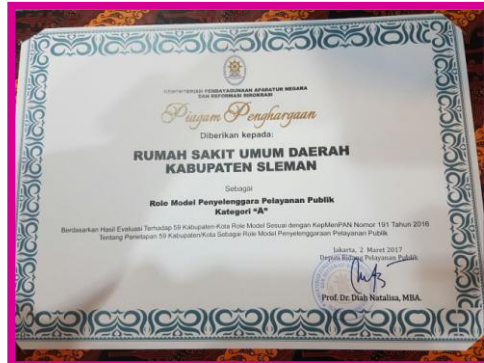 KEMENTERIAN PENDAYAGUNAAN APARATUR NEGARA
DAN REFORMASI BIROKRASI
Piagam Penghargaan
Diberikan kepada:
RUMAH SAKIT UMUM DAERAH
KABUPATEN SLEMAN
Sebagai
Role Model Penyelenggara Pelayanan Publik
Kategori "A"
Berdasarkan Hasil Evaluasi Terhadap 59 Kabupaten-Kota Role Model Sesuai dengan KepMenPAN Nomor 191 Tahun 2016
Tentang Penetapan 59 Kabupaten/Kota Sebagai Role Model Penyelenggaraan Pelayanan Publik
Jakarta, 2 Maret 2017
Deputi Bidang Pelayanan Publik
Prof. Dr. Diah Natalisa, MBA.